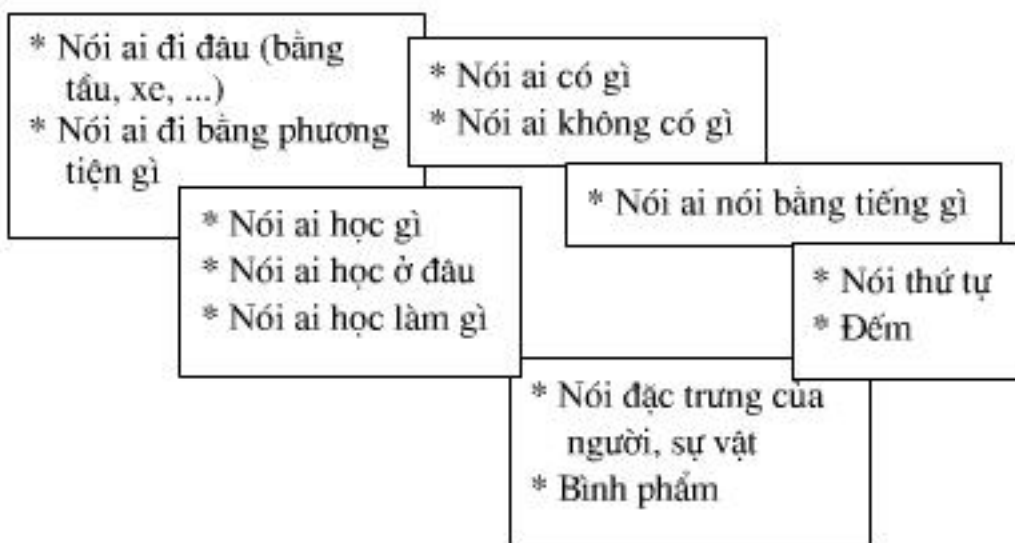 * Nói ai đi đâu (bằng
tầu, xe, ...)
* Nói ai đi bằng phương
tiện gì
* Nói ai có gì
* Nói ai không có gì
* Nói ai nói bằng tiếng gì
* Nói ai học gì
* Nói ai học ở đâu
* Nói ai học làm gì
* Nói thứ tự
* Đếm
* Nói đặc trưng của
người, sự vật
* Bình phẩm